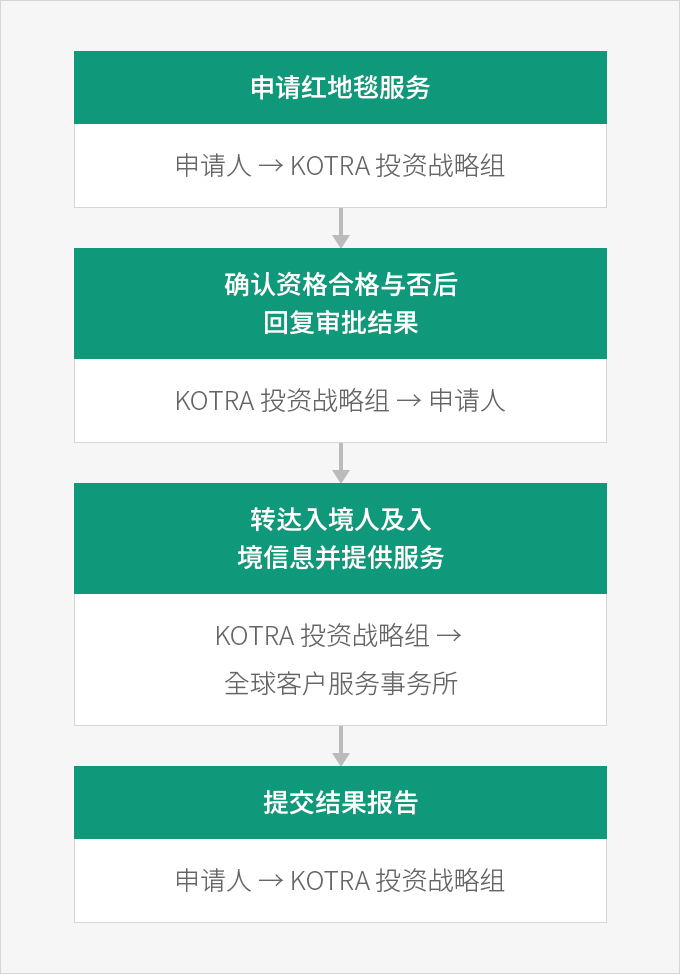 申请红地毯服务
申请人 → KOTRA 投资战略组
确认资格合格与否后
回复审批结果
KOTRA 投资战略组 → 申请人
转达入境人及入
境信息并提供服务
KOTRA 投资战略组 →
全球客户服务事务所
提交结果报告
申请人 → KOTRA 投资战略组